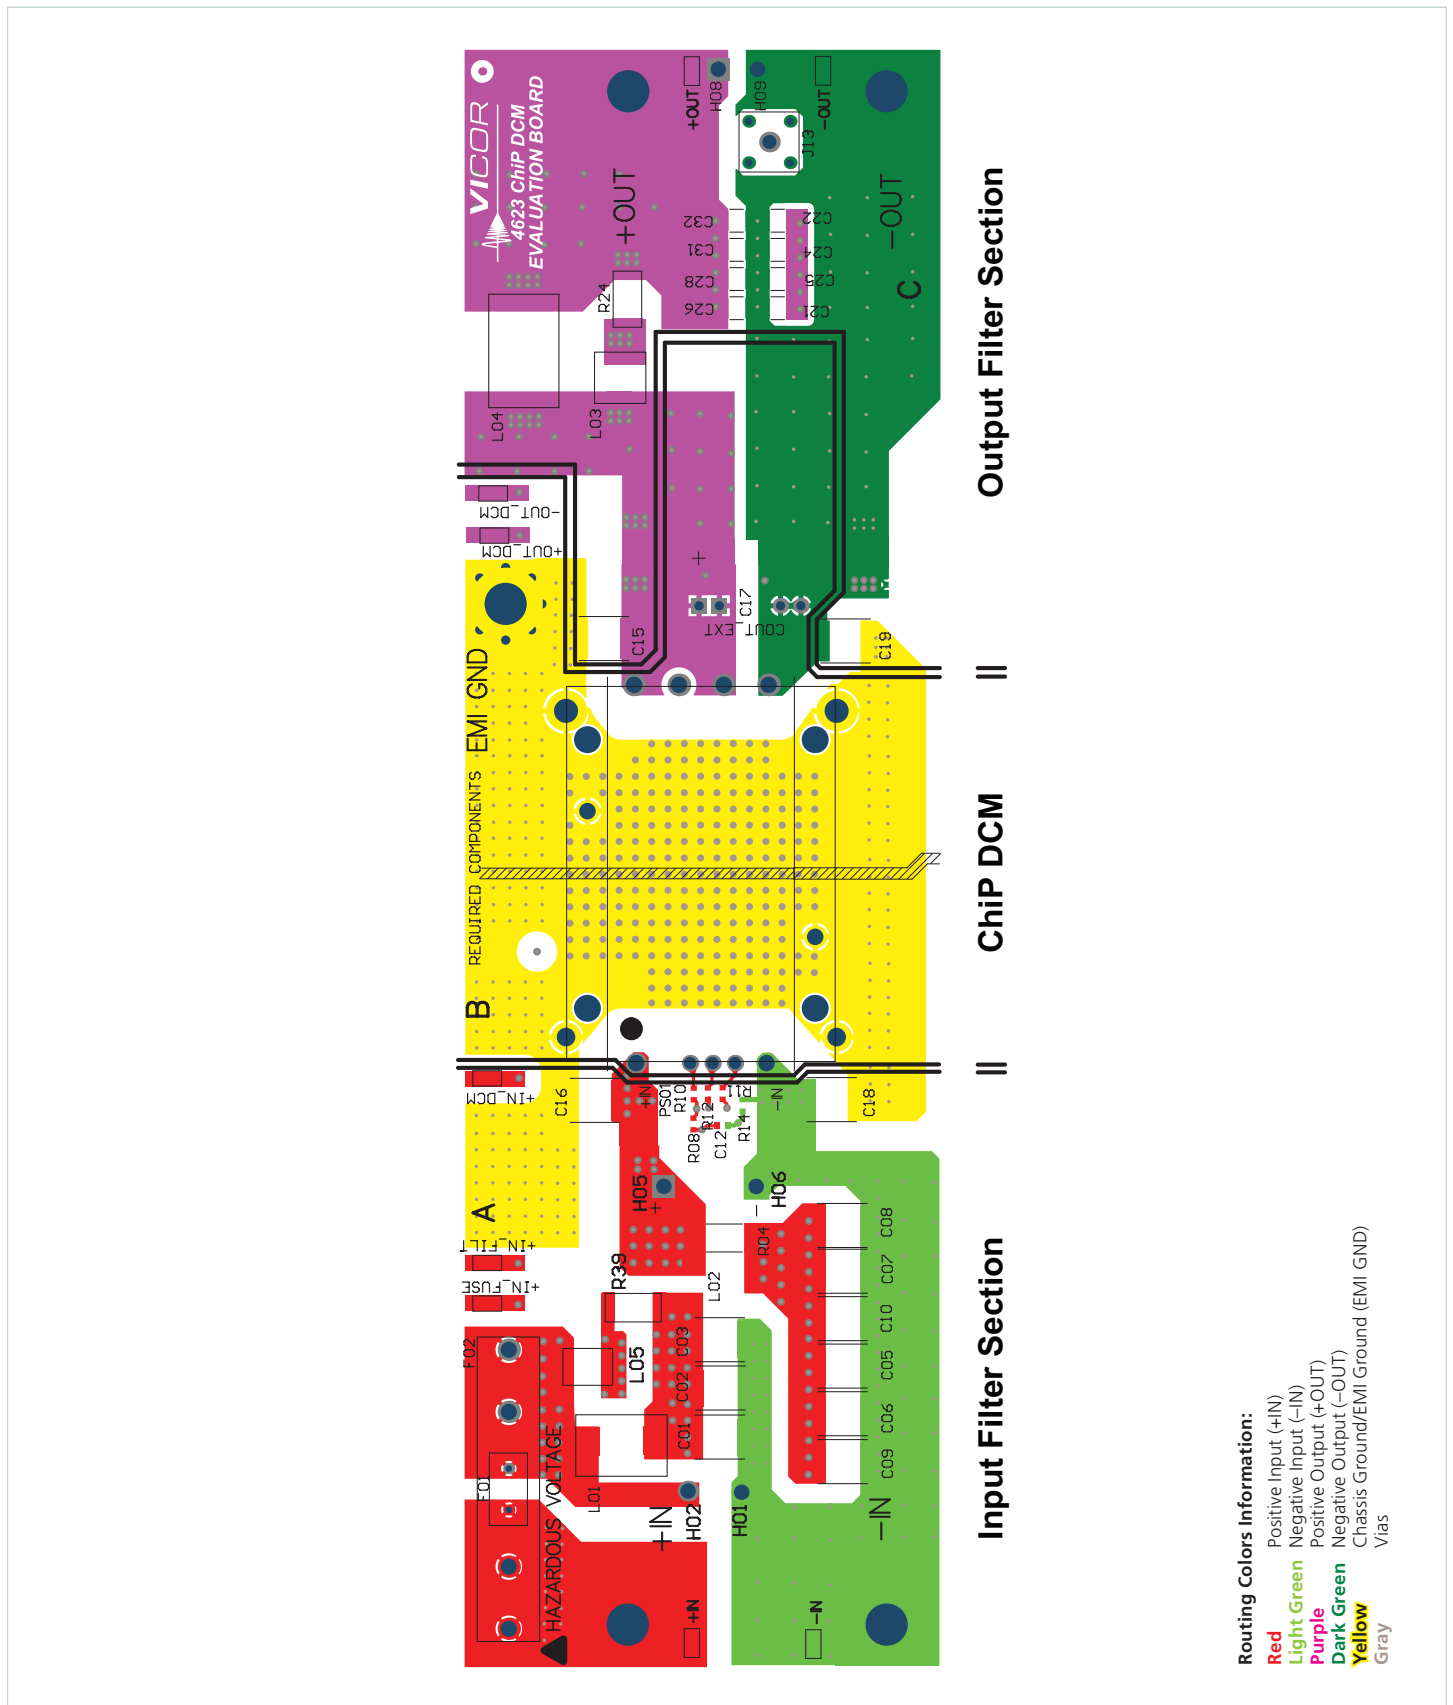 VICOR
4623 ChiP DCM
EVALUATION BOARD
+OUT
H08
H09
-OUT
J13
+OUT
-OUT
C32
C31
C28
C26
C22
C24
C25
C21
C
R24
L04
L03
-OUT_DCM
+OUT_DCM
+
C17
COUT_EXT
C15
C19
Output Filter Section
EMI GND
REQUIRED COMPONENTS
B
ChiP DCM
+IN_DCM
C16
+IN
PS01
R10
R12
R11
-IN
R08
C12
R14
C18
A
H05
+
H06
-
+IN_FILT
+IN_FUSE
R39
L02
R04
C08
C07
C10
C05
C06
C09
F02
L05
C03
C02
C01
F01
L01
HAZARDOUS VOLTAGE
+IN
H02
H01
-IN
+IN
-IN
Input Filter Section
Routing Colors Information:
Red Positive Input (+IN)
Light Green Negative Input (–IN)
Purple Positive Output (+OUT)
Dark Green Negative Output (–OUT)
Yellow Chassis Ground/EMI Ground (EMI GND)
Gray Vias